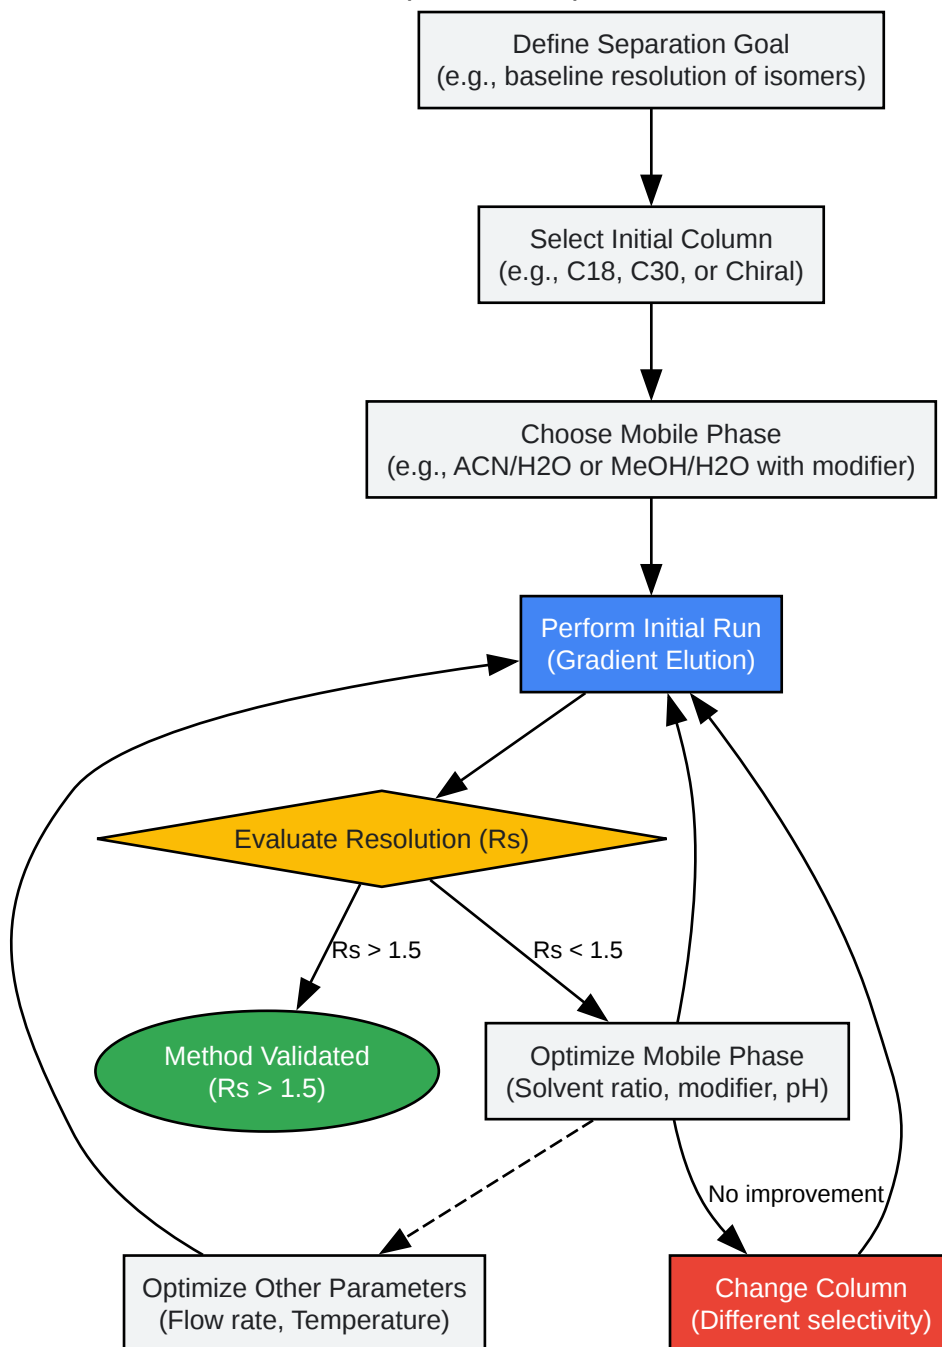 Define Separation Goal
(e.g., baseline resolution of isomers)
Select Initial Column
(e.g., C18, C30, or Chiral)
Choose Mobile Phase
(e.g., ACN/H2O or MeOH/H2O with modifier)
Perform Initial Run
(Gradient Elution)
Evaluate Resolution (Rs)
Rs > 1.5
Rs < 1.5
Method Validated
(Rs > 1.5)
Optimize Mobile Phase
(Solvent ratio, modifier, pH)
No improvement
Optimize Other Parameters
(Flow rate, Temperature)
Change Column
(Different selectivity)